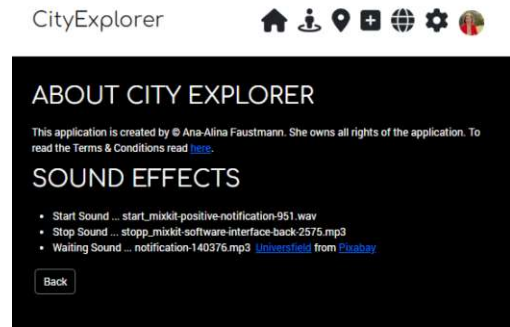 CityExplorer
ABOUT CITY EXPLORER
This application is created by © Ana-Alina Faustmann. She owns all rights of the application. To
read the Terms & Conditions read here.
SOUND EFFECTS
• Start Sound ... start_mixkit-positive-notification-951.wav
• Stop Sound ... stopp_mixkit-software-interface-back-2575.mp3
• Waiting Sound ... notification-140376.mp3 Universfield from Pixabay
Back